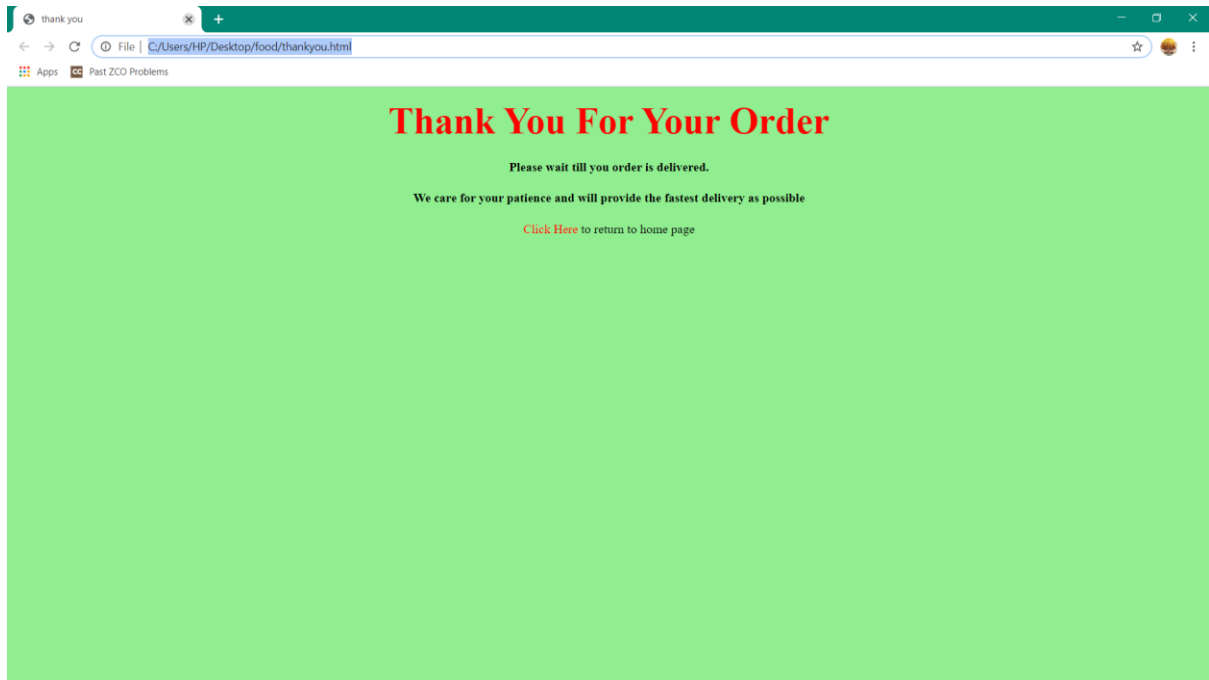 thank you
File | C:/Users/HP/Desktop/food/thankyou.html
Apps CC Past ZCO Problems
Thank You For Your Order
Please wait till you order is delivered.
We care for your patience and will provide the fastest delivery as possible
Click Here to return to home page